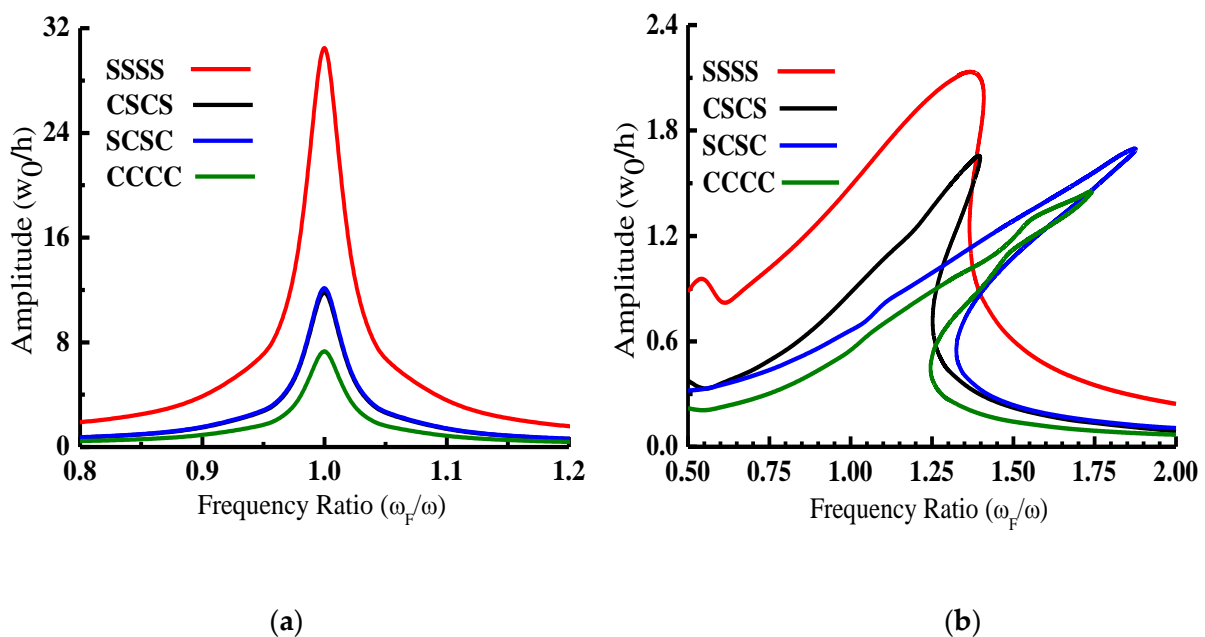 32
24
16
8
0
Amplitude (w0/h)
SSSS
CSCS
SCSC
CCCC
0.8 0.9 1.0 1.1 1.2
Frequency Ratio (ωF/ω)
(a)
2.4
1.8
1.2
0.6
0.0
Amplitude (w0/h)
SSSS
CSCS
SCSC
CCCC
0.50 0.75 1.00 1.25 1.50 1.75 2.00
Frequency Ratio (ωF/ω)
(b)